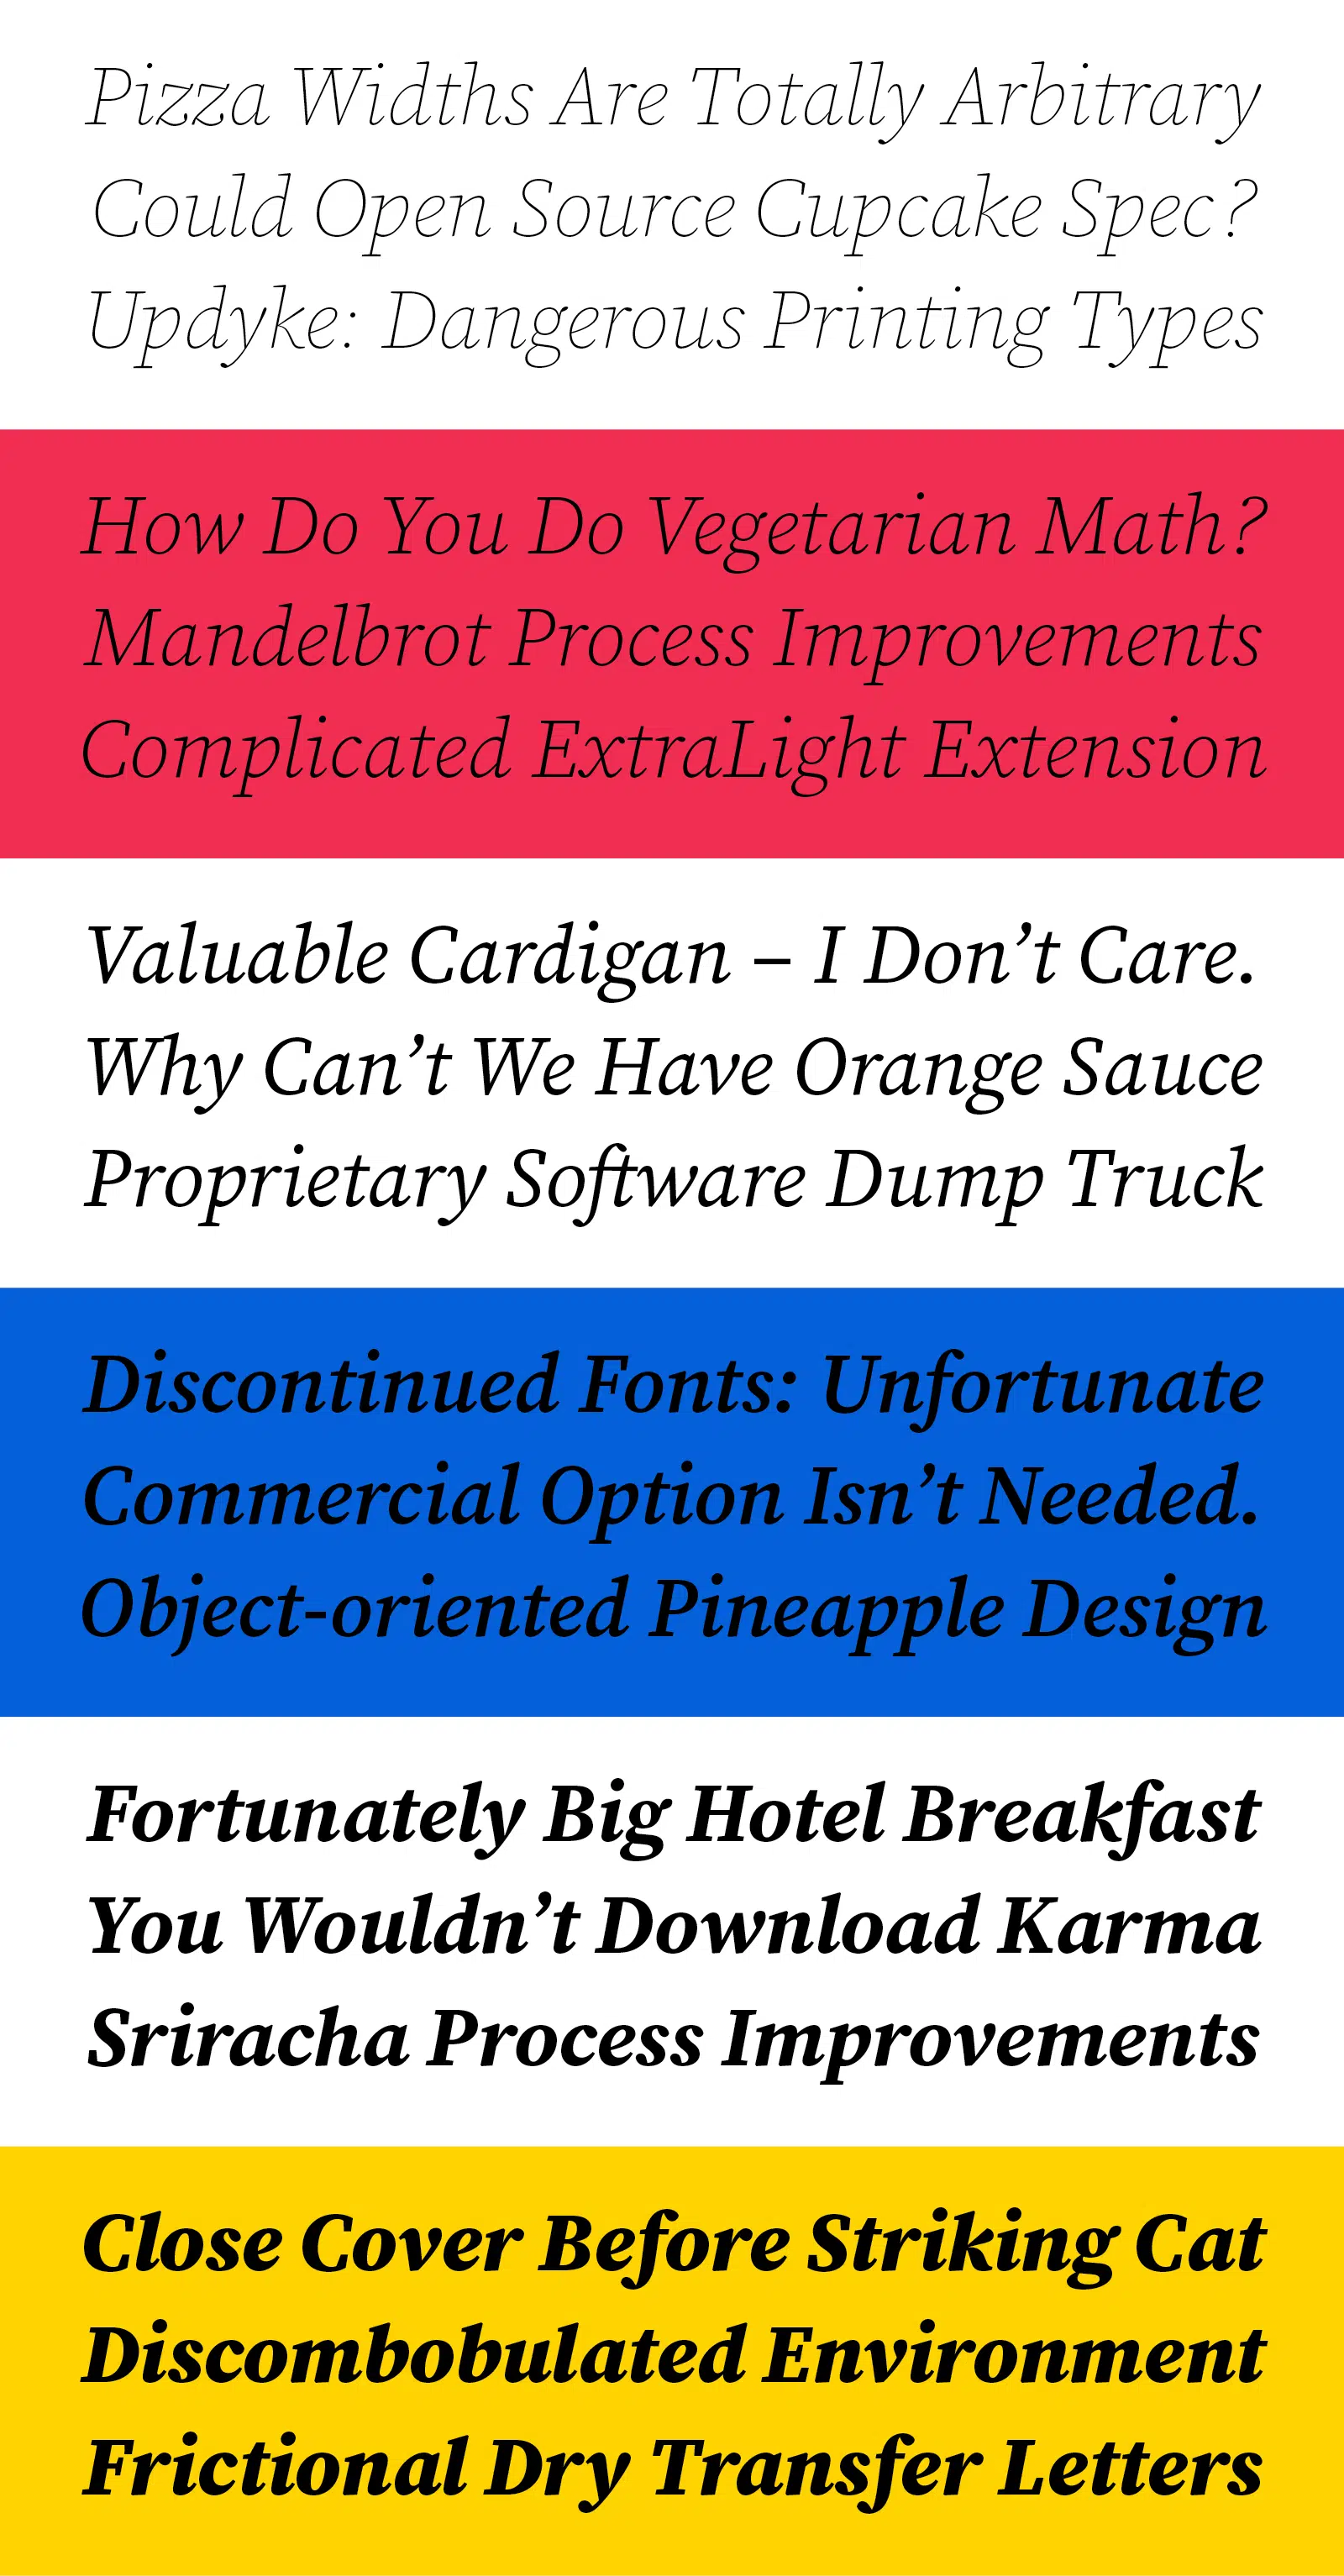 Pizza Widths Are Totally Arbitrary
Could Open Source Cupcake Spec?
Updyke: Dangerous Printing Types
How Do You Do Vegetarian Math?
Mandelbrot Process Improvements
Complicated ExtraLight Extension
Valuable Cardigan – I Don’t Care.
Why Can’t We Have Orange Sauce
Proprietary Software Dump Truck
Discontinued Fonts: Unfortunate
Commercial Option Isn’t Needed.
Object-oriented Pineapple Design
Fortunately Big Hotel Breakfast
You Wouldn’t Download Karma
Sriracha Process Improvements
Close Cover Before Striking Cat
Discombobulated Environment
Frictional Dry Transfer Letters